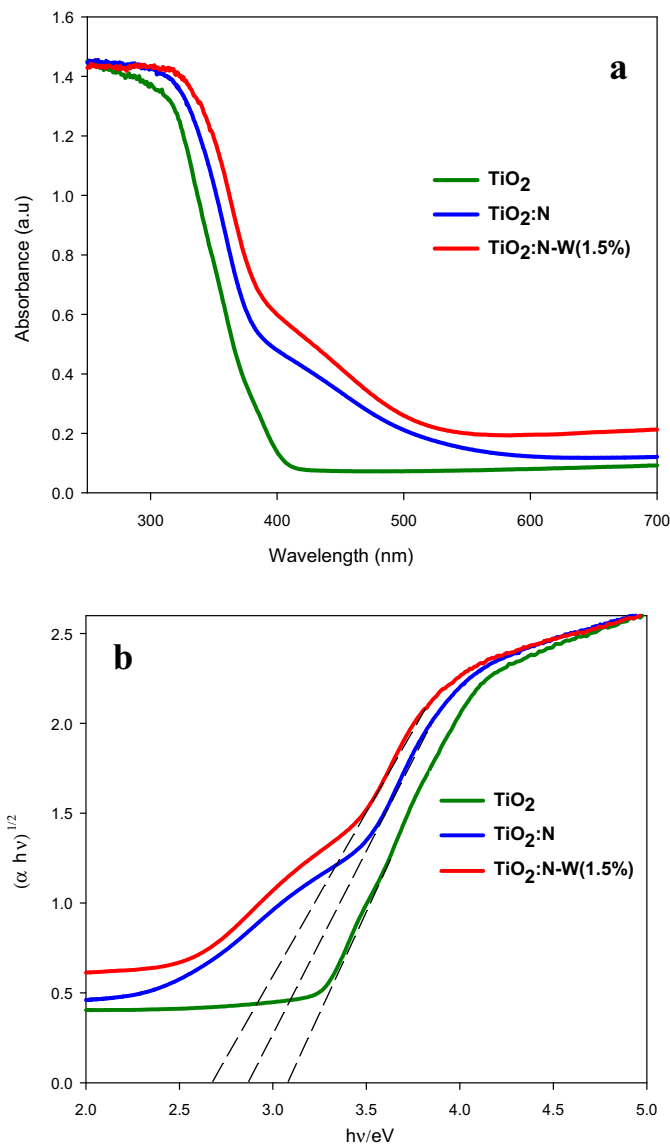 1.6
a
1.4
1.2
TiO2
1.0
TiO2:N
TiO2:N-W(1.5%)
0.8
Absorbance (a.u)
0.6
0.4
0.2
0.0
300 400 500 600 700
Wavelength (nm)
2.5
b
2.0
TiO2
1.5
TiO2:N
TiO2:N-W(1.5%)
(α hν) 1/2
1.0
0.5
0.0
2.0 2.5 3.0 3.5 4.0 4.5 5.0
hν/eV